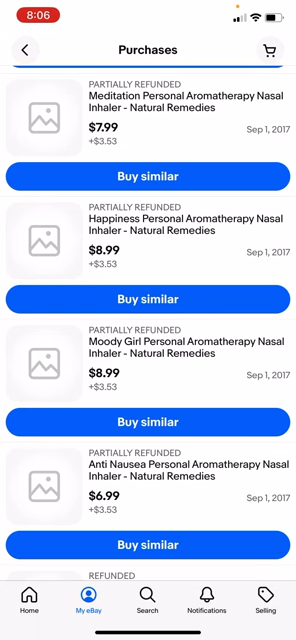 8:06
Purchases
PARTIALLY REFUNDED
Meditation Personal Aromatherapy Nasal
Inhaler - Natural Remedies
$7.99
Sep 1, 2017
+$3.53
Buy similar
PARTIALLY REFUNDED
Happiness Personal Aromatherapy Nasal
Inhaler - Natural Remedies
$8.99
Sep 1, 2017
+$3.53
Buy similar
PARTIALLY REFUNDED
Moody Girl Personal Aromatherapy Nasal
Inhaler - Natural Remedies
$8.99
Sep 1, 2017
+$3.53
Buy similar
PARTIALLY REFUNDED
Anti Nausea Personal Aromatherapy Nasal
Inhaler - Natural Remedies
$6.99
Sep 1, 2017
+$3.53
Buy similar
REFUNDED
Home
My eBay
Search
Notifications
Selling